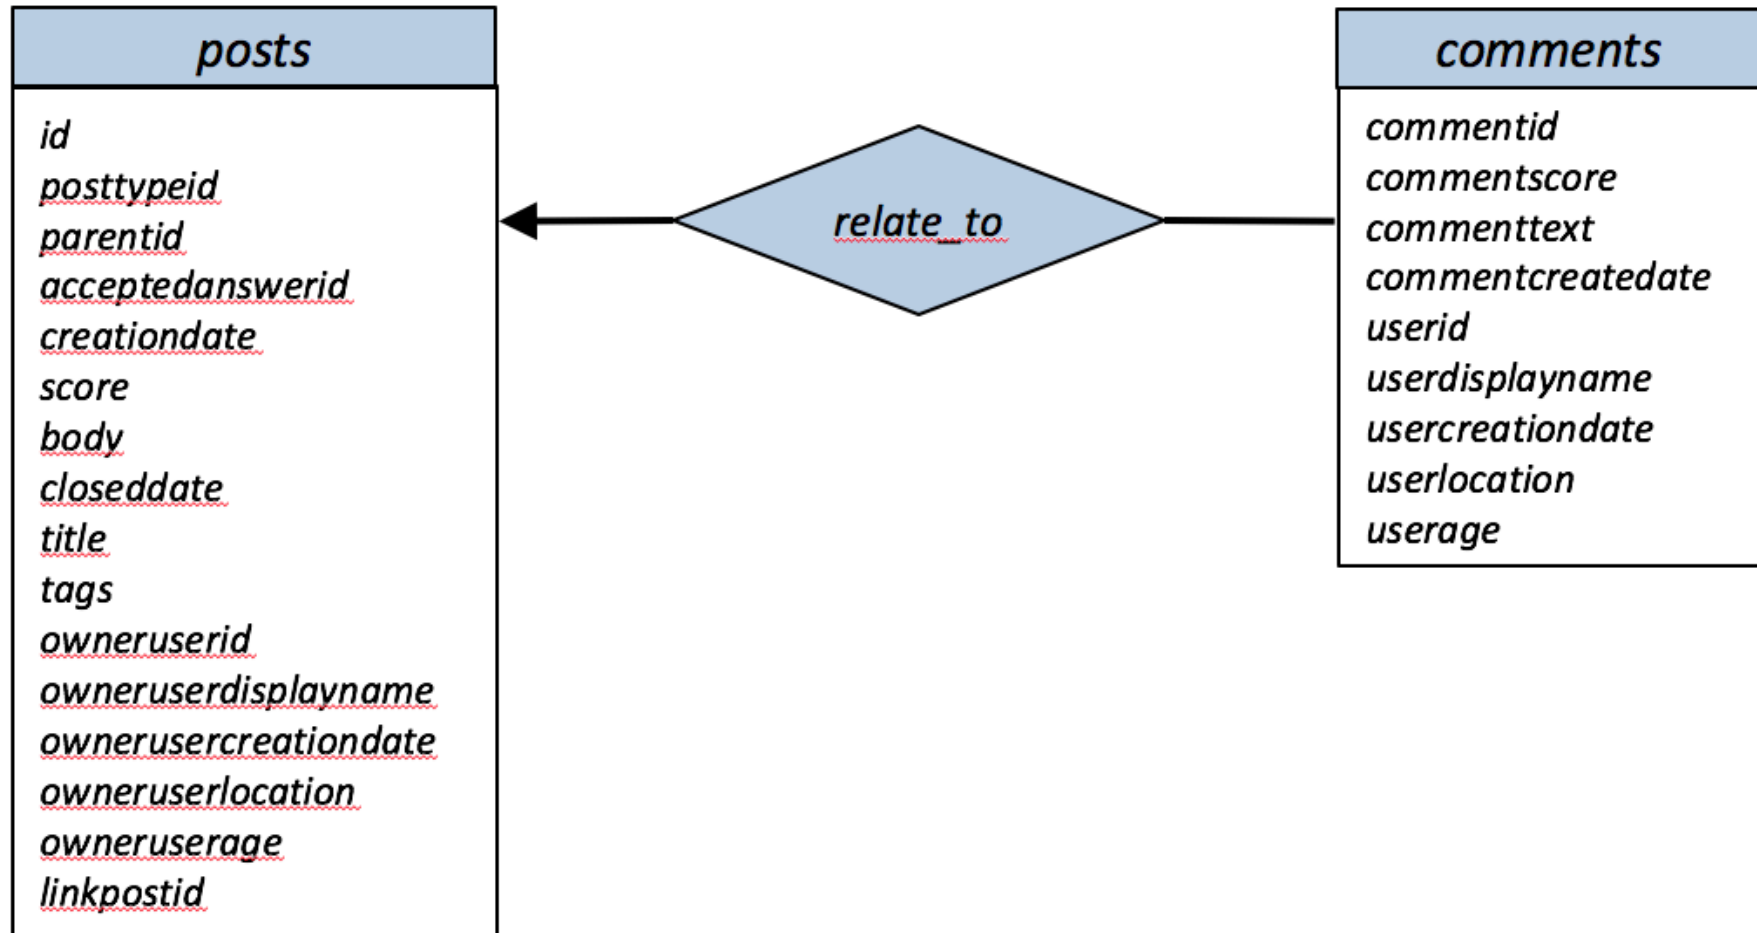 posts
id
posttypeid
parentid
acceptedanswerid
creationdate
score
body
closeddate
title
tags
owneruserid
owneruserdisplayname
ownerusercreationdate
owneruserlocation
owneruserage
linkpostid
relate_to
comments
commentid
commentscore
commenttext
commentcreatedate
userid
userdisplayname
usercreationdate
userlocation
userage